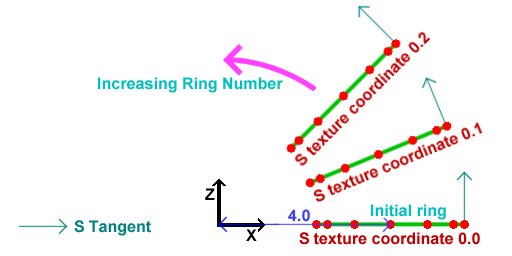 S texture coordinate 0.2
Increasing Ring Number
S texture coordinate 0.1
Z
4.0
Initial ring
S Tangent
X
S texture coordinate 0.0